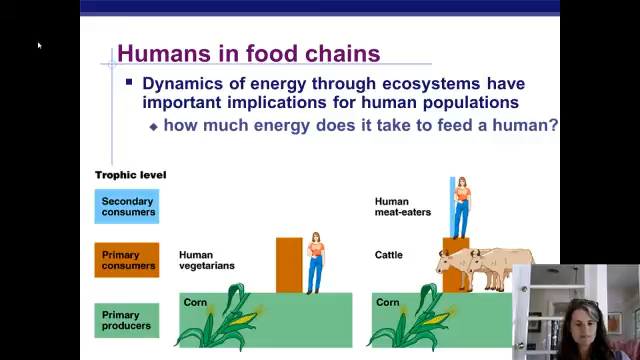 Humans in food chains
Dynamics of energy through ecosystems have
important implications for human populations
how much energy does it take to feed a human?
Trophic level
Secondary
consumers
Human
meat-eaters
Primary
consumers
Human
vegetarians
Cattle
Primary
producers
Corn
Corn